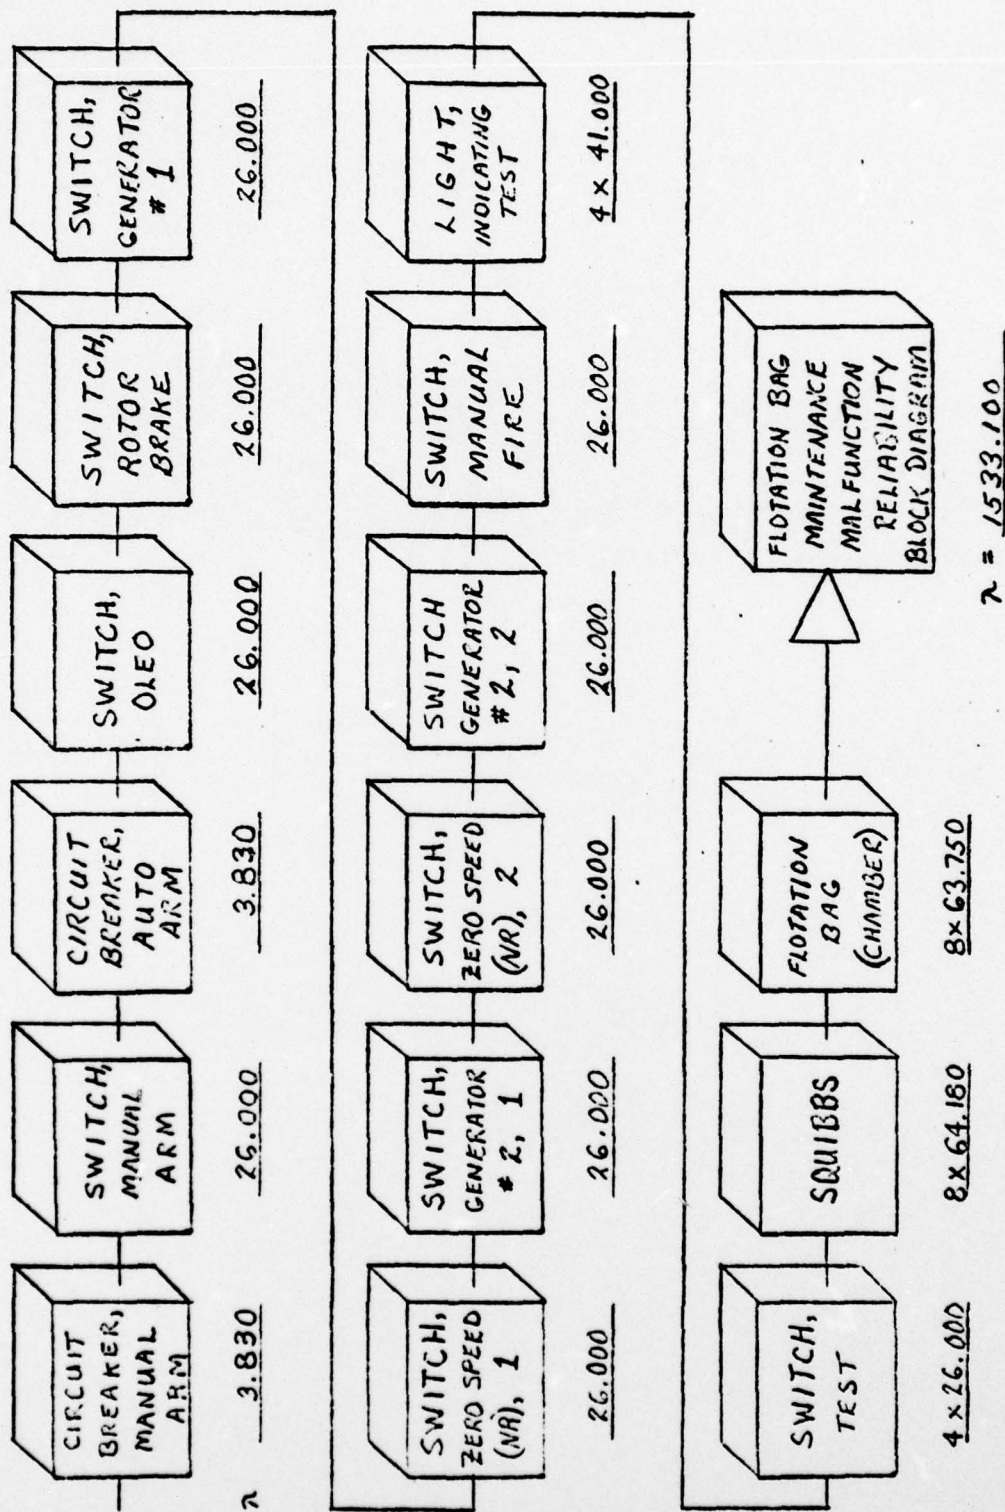 CIRCUIT
BREAKER,
MANUAL
ARM
SWITCH,
MANUAL
ARM
CIRCUIT
BREAKER,
AUTO
ARM
SWITCH,
OLEO
SWITCH,
ROTOR
BRAKE
SWITCH,
GENERATOR
# 1
λ
3.830
26.000
3.830
26.000
26.000
26.000
SWITCH,
ZERO SPEED
(NR), 1
SWITCH,
GENERATOR
# 2, 1
SWITCH,
ZERO SPEED
(NR), 2
SWITCH
GENERATOR
# 2, 2
SWITCH,
MANUAL
FIRE
LIGHT,
INDICATING
TEST
26.000
26.000
26.000
26.000
26.000
4 x 41.000
SWITCH,
TEST
SQUIBBS
FLOTATION
BAG
(CHAMBER)
FLOTATION BAG
MAINTENANCE
MALFUNCTION
RELIABILITY
BLOCK DIAGRAM
4 x 26.000
8 x 64.180
8 x 63.750
λ = 1533.100